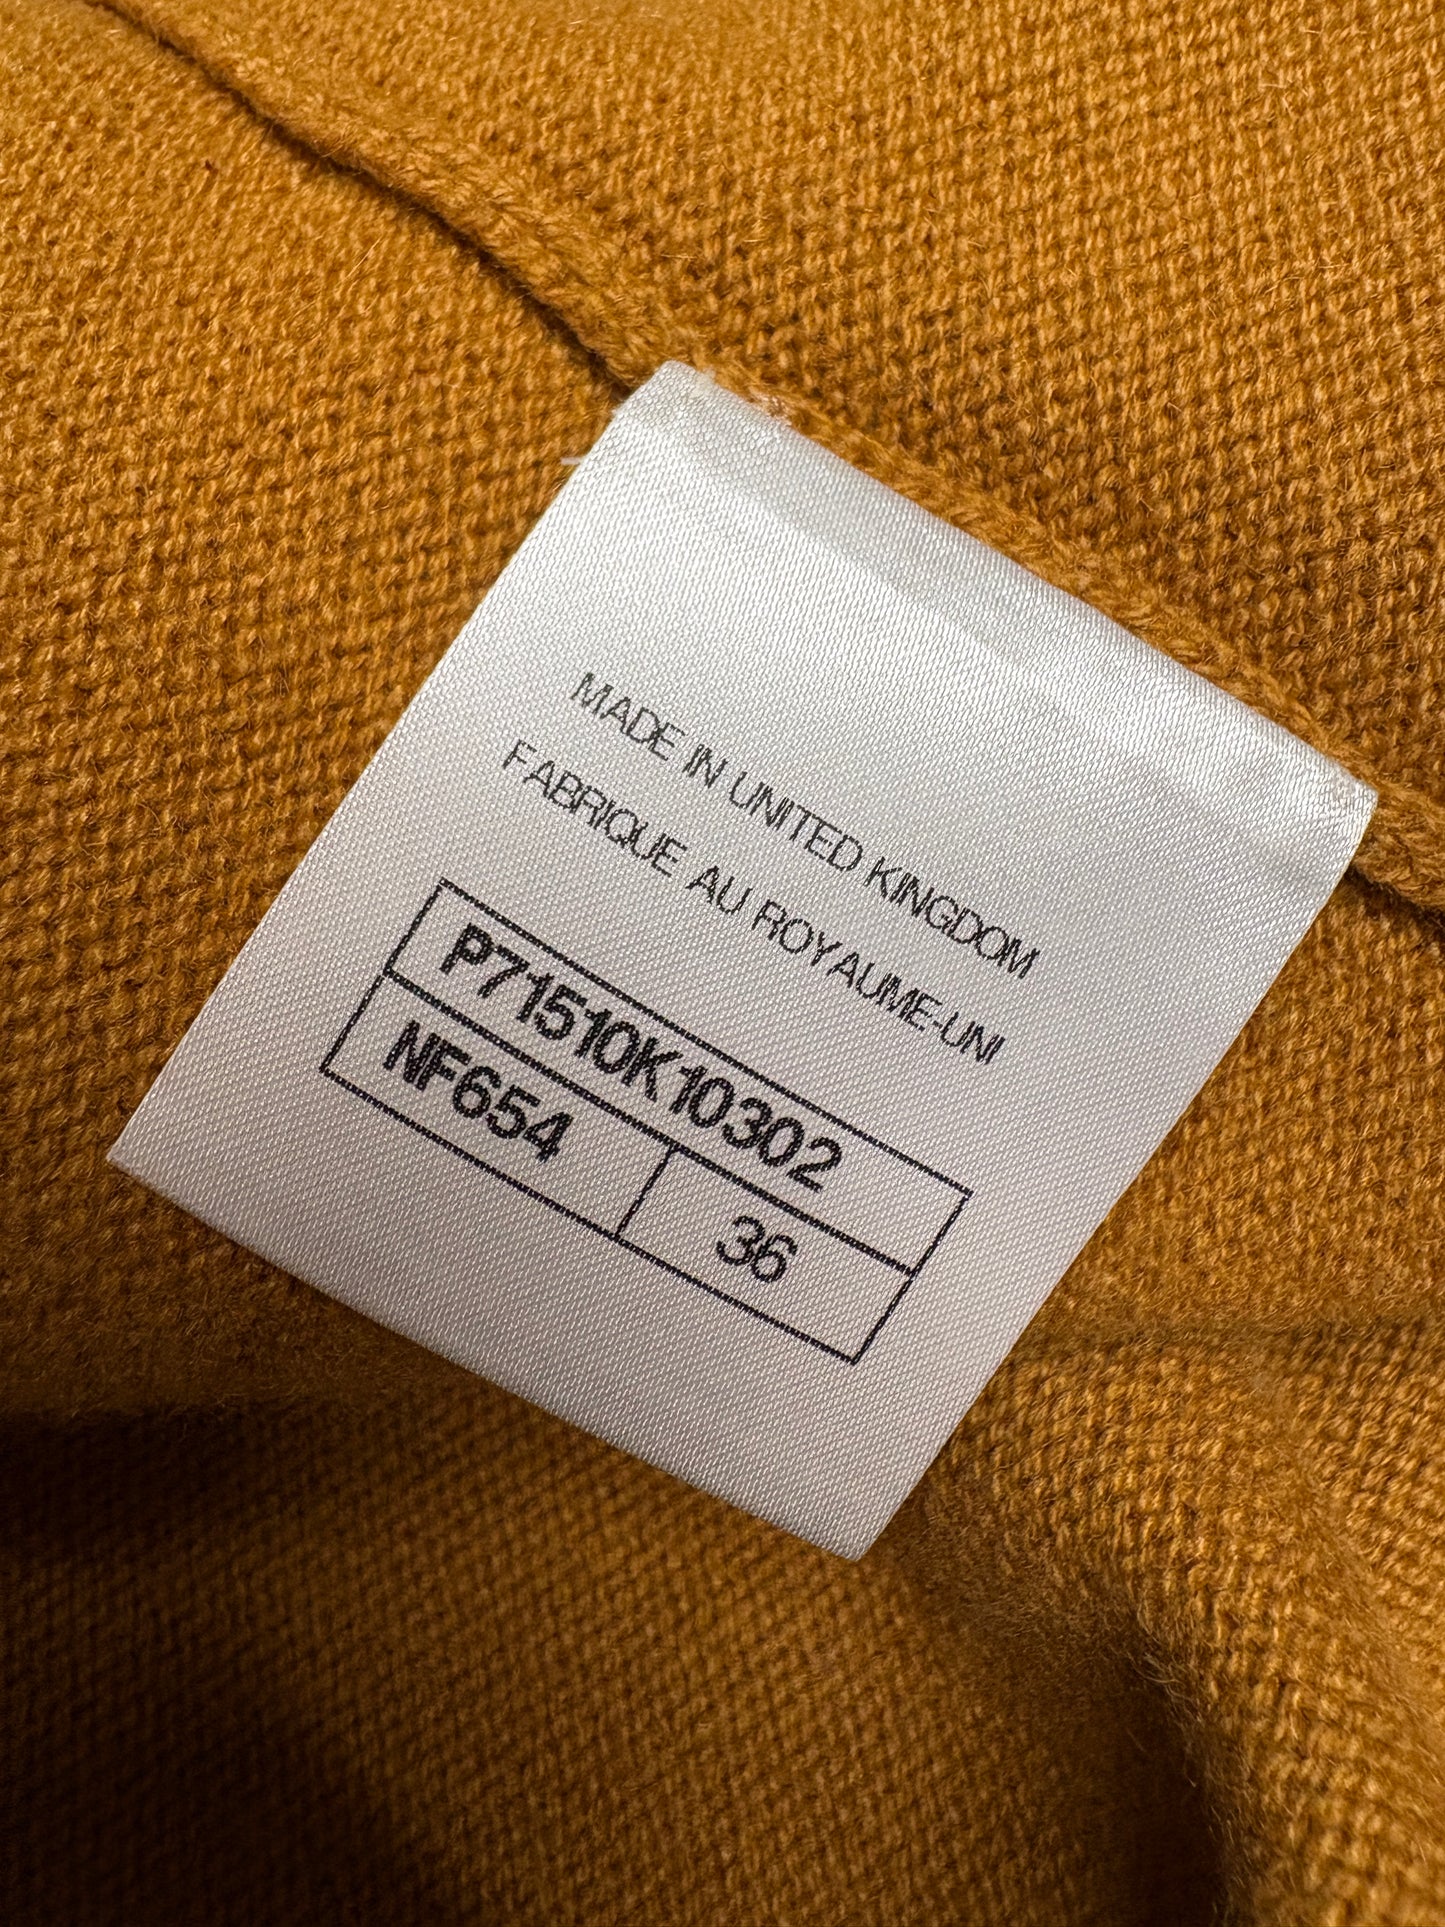 MADE IN UNITED KINGDOM
FABRIQUE AU ROYAUME-UNI
P71510K10302
NF654 36